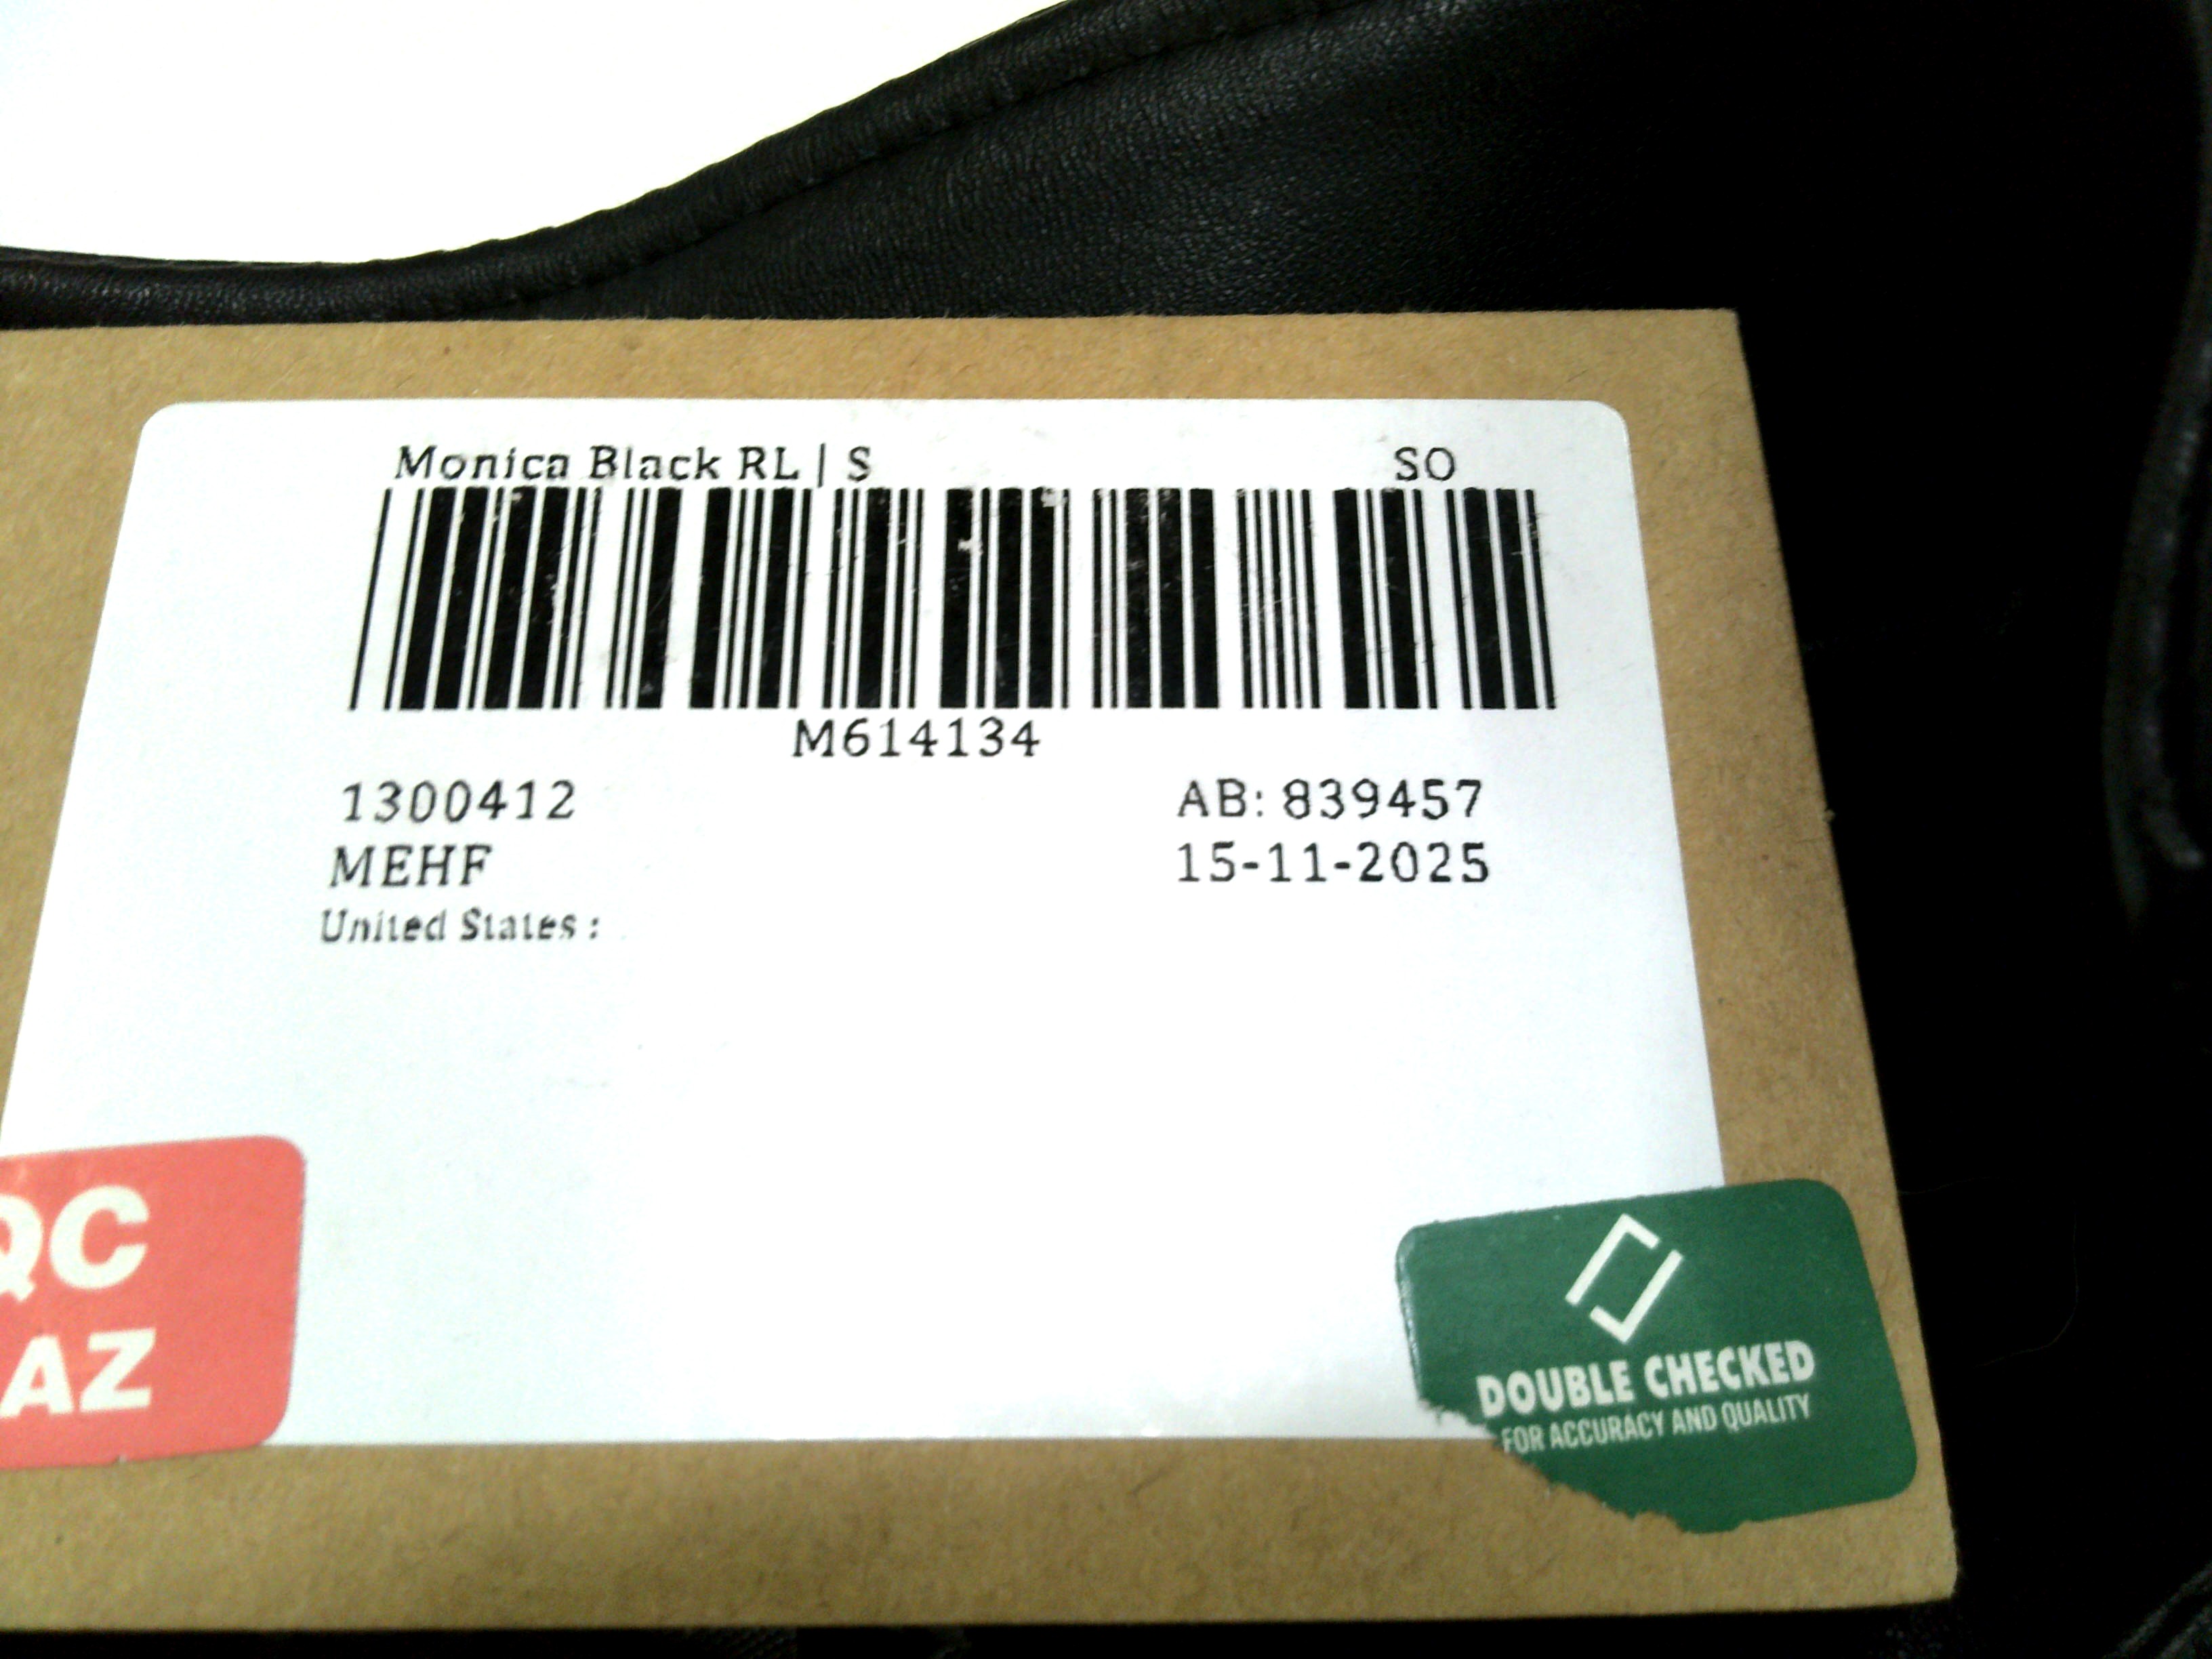 Monica Black RL | S SO
M614134
1300412 AB: 839457
MEHF 15-11-2025
United States :
QC
AZ
DOUBLE CHECKED
FOR ACCURACY AND QUALITY